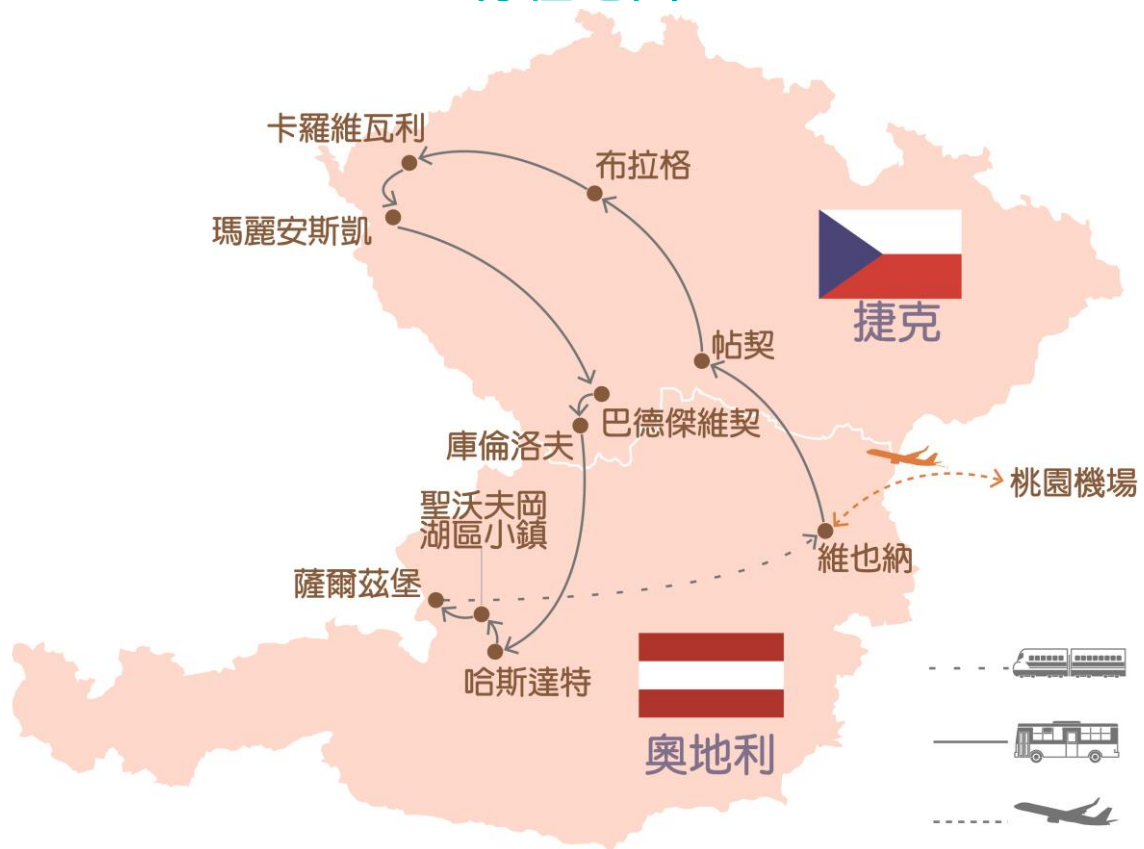 卡羅維瓦利
布拉格
瑪麗安斯凱
捷克
帖契
巴德傑維契
庫倫洛夫
桃園機場
聖沃夫岡
湖區小鎮
維也納
薩爾茲堡
哈斯達特
奧地利